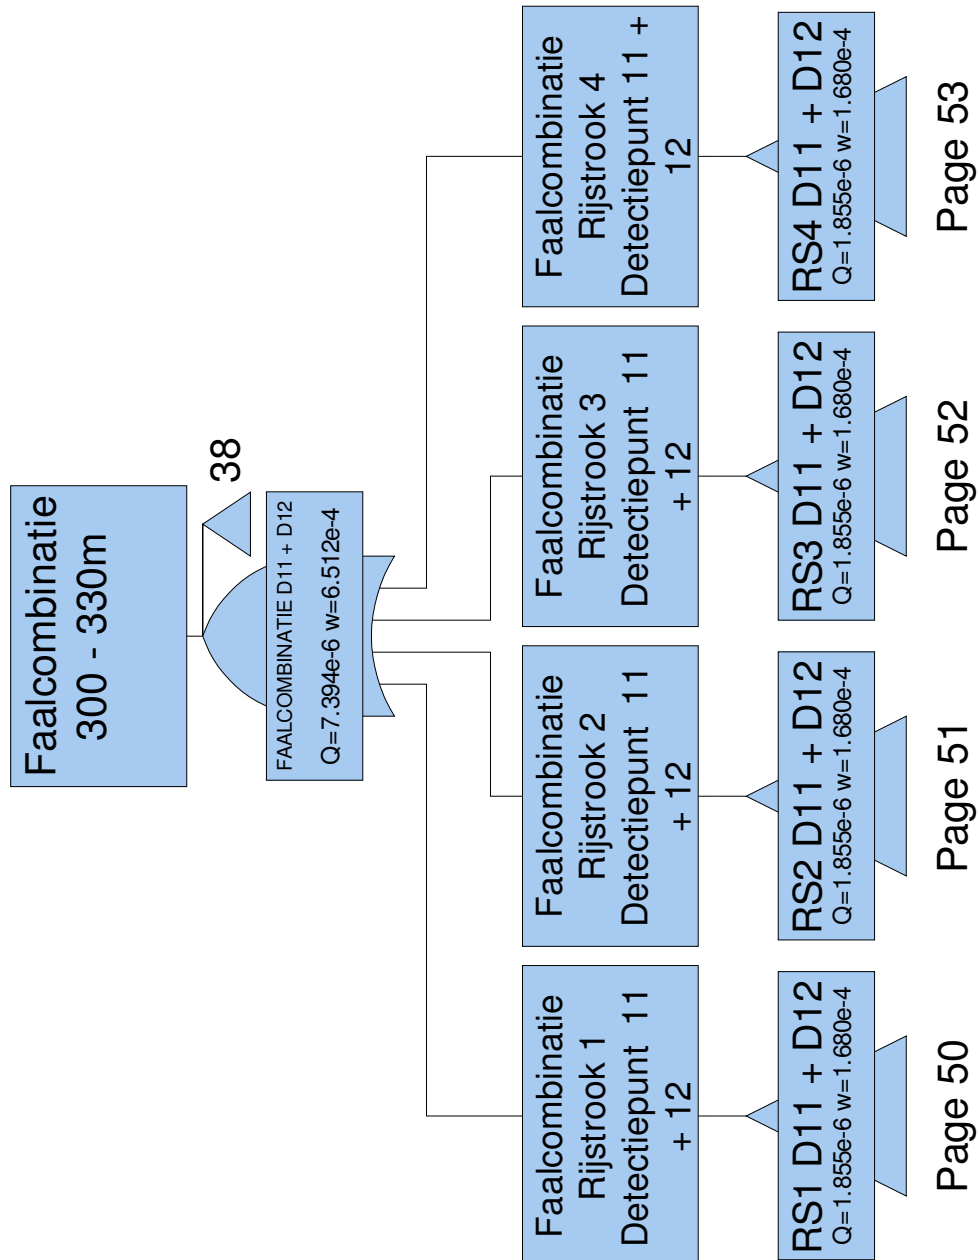 Faalcombinatie
300 - 330m
38
FAALCOMBINATIE D11 + D12
Q=7.394e-6 w=6.512e-4
Faalcombinatie
Rijstrook 1
Detectiepunt 11
+ 12
RS1 D11 + D12
Q=1.855e-6 w=1.680e-4
Page 50
Faalcombinatie
Rijstrook 2
Detectiepunt 11
+ 12
RS2 D11 + D12
Q=1.855e-6 w=1.680e-4
Page 51
Faalcombinatie
Rijstrook 3
Detectiepunt 11
+ 12
RS3 D11 + D12
Q=1.855e-6 w=1.680e-4
Page 52
Faalcombinatie
Rijstrook 4
Detectiepunt 11 +
12
RS4 D11 + D12
Q=1.855e-6 w=1.680e-4
Page 53